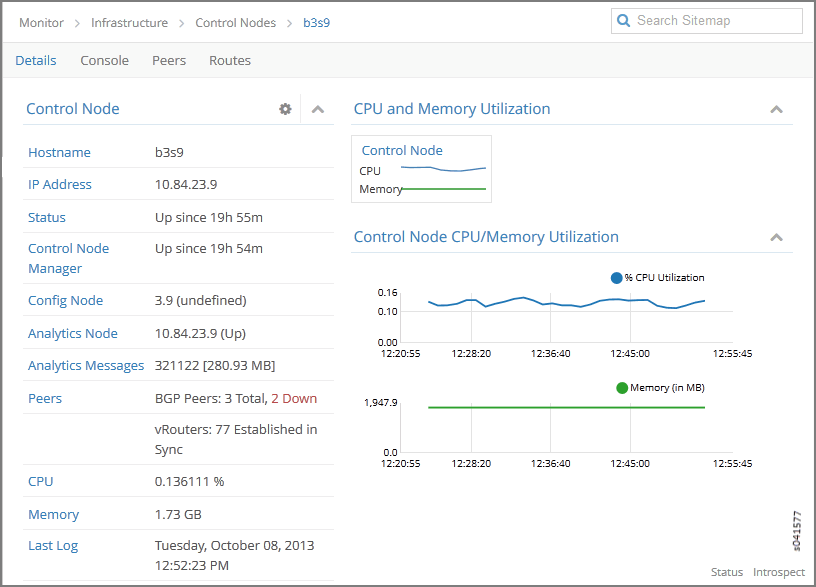 Monitor > Infrastructure > Control Nodes > b3s9
Search Sitemap
Details Console Peers Routes
Control Node
Hostname b3s9
IP Address 10.84.23.9
Status Up since 19h 55m
Control Node Up since 19h 54m
Manager
Config Node 3.9 (undefined)
Analytics Node 10.84.23.9 (Up)
Analytics Messages 321122 [280.93 MB]
Peers BGP Peers: 3 Total, 2 Down
vRouters: 77 Established in
Sync
CPU 0.136111 %
Memory 1.73 GB
Last Log Tuesday, October 08, 2013
12:52:23 PM
CPU and Memory Utilization
Control Node
CPU
Memory
Control Node CPU/Memory Utilization
% CPU Utilization
0.16
0.10
0.00
12:20:55 12:28:20 12:36:40 12:45:00 12:55:45
Memory (in MB)
1,947.9
0.0
12:20:55 12:28:20 12:36:40 12:45:00 12:55:45
s041577
Status Introspect